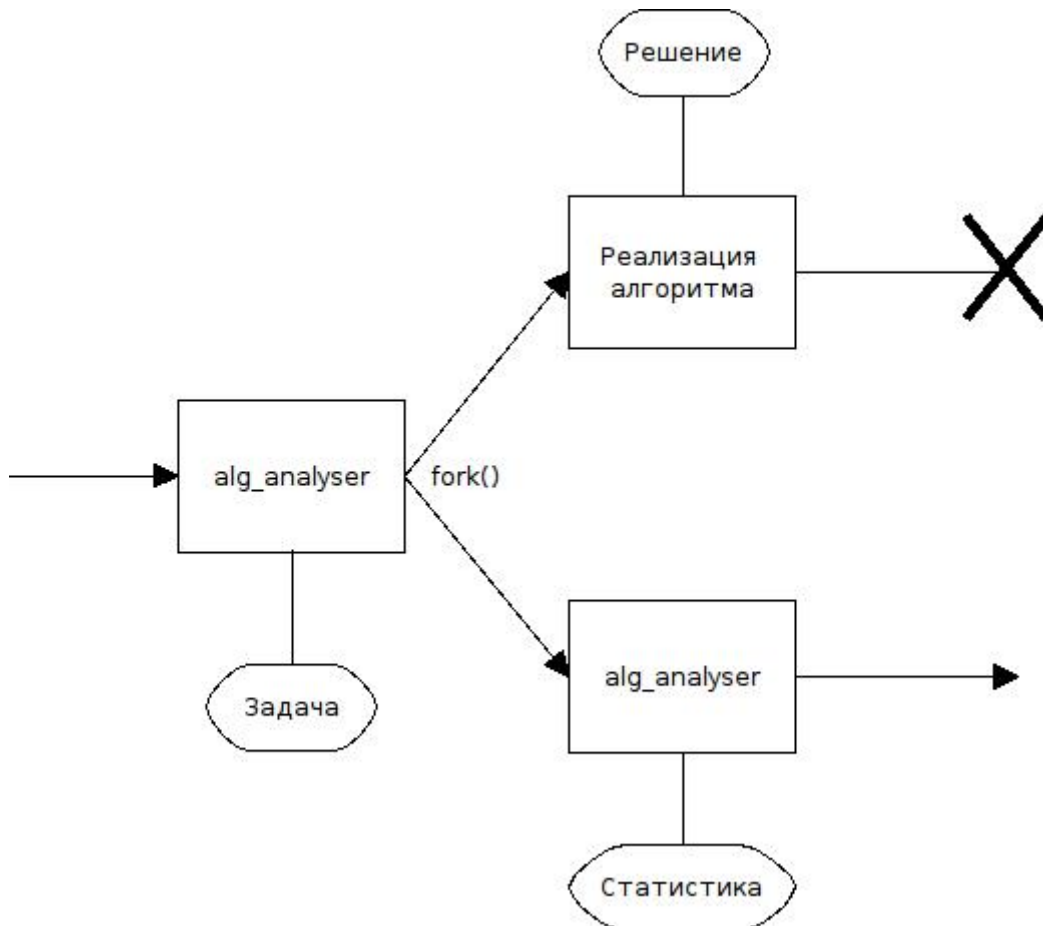 Решение
Реализация
алгоритма
alg_analyser
fork()
Задача
alg_analyser
Статистика